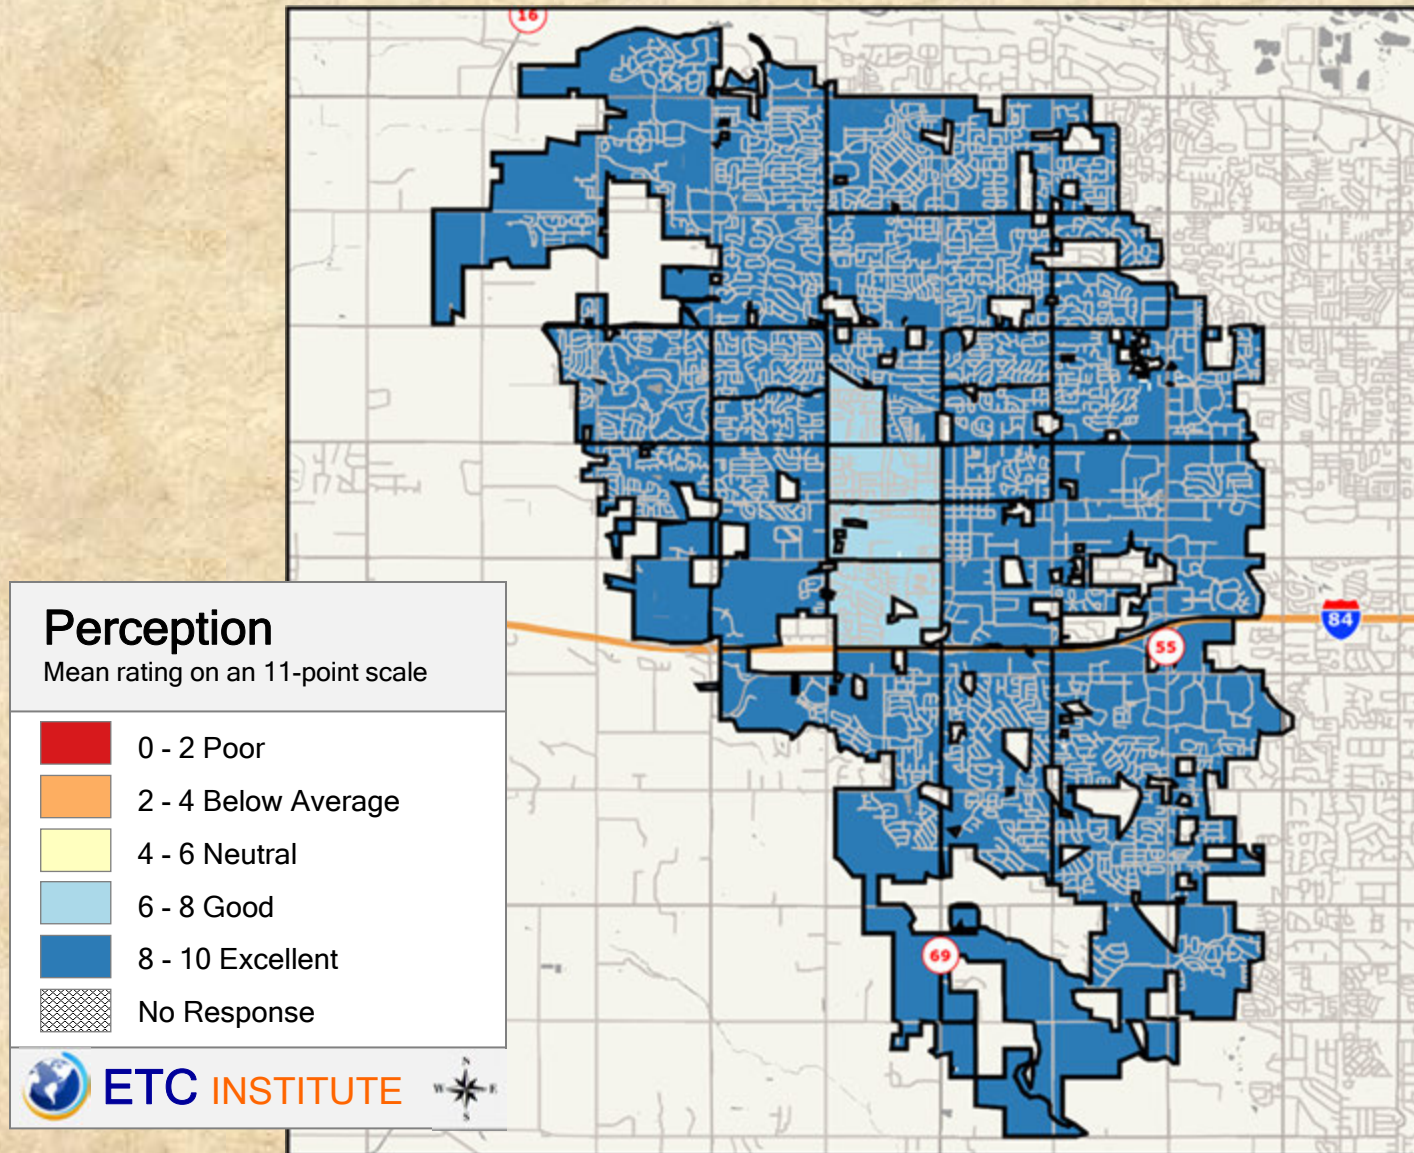 16
84
55
69
Perception
Mean rating on an 11-point scale
0 - 2 Poor
2 - 4 Below Average
4 - 6 Neutral
6 - 8 Good
8 - 10 Excellent
No Response
ETC INSTITUTE
N
W E
S